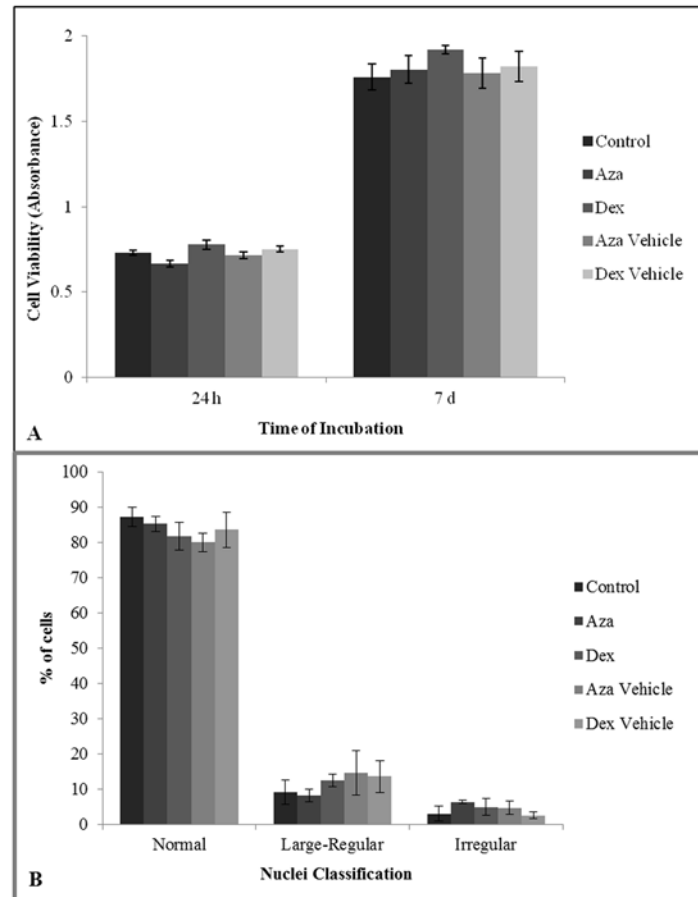 2
1.5
1
0.5
0
Cell Viability (Absorbance)
24 h
7 d
Time of Incubation
Control
Aza
Dex
Aza Vehicle
Dex Vehicle
A
100
90
80
70
60
50
40
30
20
10
0
% of cells
Normal
Large-Regular
Irregular
Nuclei Classification
Control
Aza
Dex
Aza Vehicle
Dex Vehicle
B